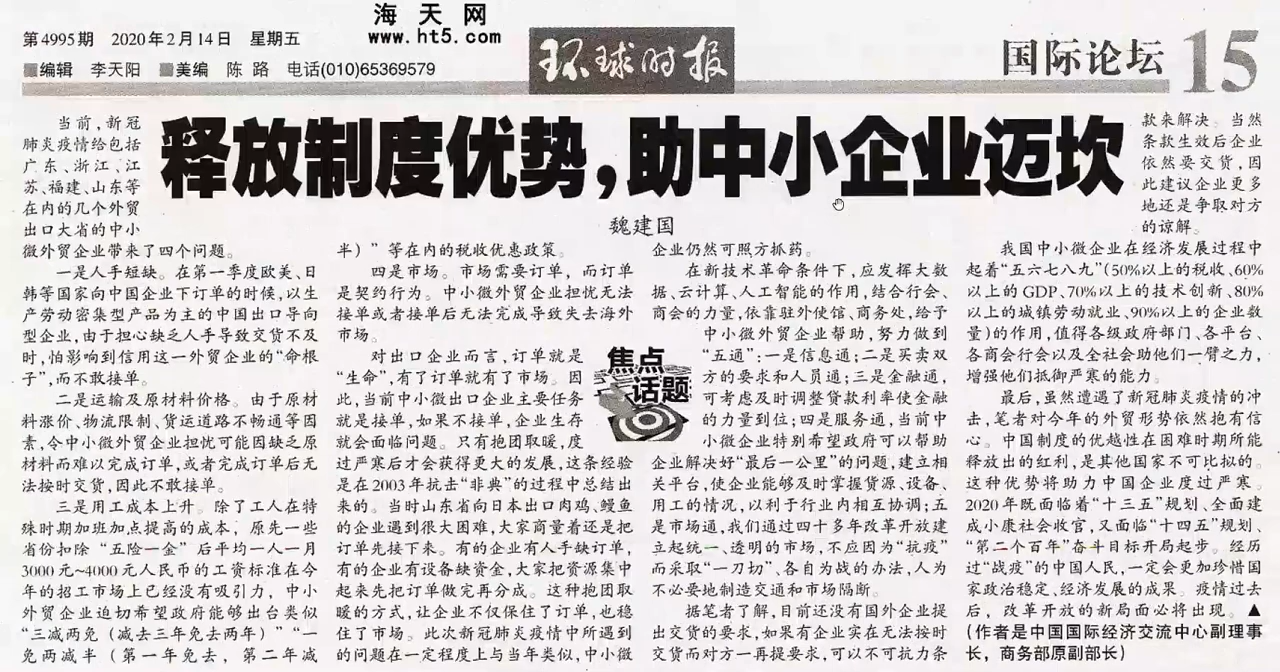 海天网
www.ht5.com
第4995期 2020年2月14日 星期五
■编辑 李天阳 ■美编 陈路 电话(010)65369579
环球时报
国际论坛 15
释放制度优势,助中小企业迈坎
魏建国
当前,新冠
肺炎疫情给包括
广东、浙江、江
苏、福建、山东等
在内的几个外贸
出口大省的中小
微外贸企业带来了四个问题。
一是人手短缺。在第一季度欧美、日
韩等国家向中国企业下订单的时候,以生
产劳动密集型产品为主的中国出口导向
型企业,由于担心缺乏人手导致交货不及
时,怕影响到信用这一外贸企业的“命根
子”,而不敢接单。
二是运输及原材料价格。由于原材
料涨价、物流限制、货运道路不畅通等因
素,令中小微外贸企业担忧可能因缺乏原
材料而难以完成订单,或者完成订单后无
法按时交货,因此不敢接单。
三是用工成本上升。除了工人在特
殊时期加班加点提高的成本,原先一些
省份扣除“五险一金”后平均一人一月
3000元~4000元人民币的工资标准在今
年的招工市场上已经没有吸引力,中小
外贸企业迫切希望政府能够出台类似
“三减两免(减去三年免去两年)”“一
免两减半(第一年免去,第二年减
半)”等在内的税收优惠政策。
四是市场。市场需要订单,而订单
是契约行为。中小微外贸企业担忧无法
接单或者接单后无法完成导致失去海外
市场。
对出口企业而言,订单就是
“生命”,有了订单就有了市场。因
此,当前中小微出口企业主要任务
就是接单,如果不接单,企业生存
就会面临问题。只有抱团取暖,度
过严寒后才会获得更大的发展,这条经验
是在2003年抗击“非典”的过程中总结出
来的。当时山东省向日本出口肉鸡、鳗鱼
的企业遇到很大困难,大家商量着还是把
订单先接下来。有的企业有人手缺订单,
有的企业有设备缺资金,大家把资源集中
起来先把订单做完再分成。这种抱团取
暖的方式,让企业不仅保住了订单,也稳
住了市场。此次新冠肺炎疫情中所遇到
的问题在一定程度上与当年类似,中小微
焦点
话题
企业仍然可照方抓药。
在新技术革命条件下,应发挥大数
据、云计算、人工智能的作用,结合行会、
商会的力量,依靠驻外使馆、商务处,给予
中小微外贸企业帮助,努力做到
“五通”:一是信息通;二是买卖双
方的要求和人员通;三是金融通,
可考虑及时调整贷款利率使金融
的力量到位;四是服务通,当前中
小微企业特别希望政府可以帮助
企业解决好“最后一公里”的问题,建立相
关平台,使企业能够及时掌握货源、设备、
用工的情况,以利于行业内相互协调;五
是市场通,我们通过四十多年改革开放建
立起统一、透明的市场,不应因为“抗疫”
而采取“一刀切”、各自为战的办法,人为
不必要地制造交通和市场隔断。
据笔者了解,目前还没有国外企业提
出交货的要求,如果有企业实在无法按时
交货而对方一再提要求,可以不可抗力条
款来解决。当然
条款生效后企业
依然要交货,因
此建议企业更多
地还是争取对方
的谅解。
我国中小微企业在经济发展过程中
起着“五六七八九”(50%以上的税收、60%
以上的GDP、70%以上的技术创新、80%
以上的城镇劳动就业、90%以上的企业数
量)的作用,值得各级政府部门、各平台、
各商会行会以及全社会助他们一臂之力,
增强他们抵御严寒的能力。
最后,虽然遭遇了新冠肺炎疫情的冲
击,笔者对今年的外贸形势依然抱有信
心。中国制度的优越性在困难时期所能
释放出的红利,是其他国家不可比拟的。
这种优势将助力中国企业度过严寒。
2020年既面临着“十三五”规划、全面建
成小康社会收官,又面临“十四五”规划、
“第二个百年”奋斗目标开局起步。经历
过“战疫”的中国人民,一定会更加珍惜国
家政治稳定、经济发展的成果。疫情过去
后,改革开放的新局面必将出现。▲
(作者是中国国际经济交流中心副理事
长,商务部原副部长)